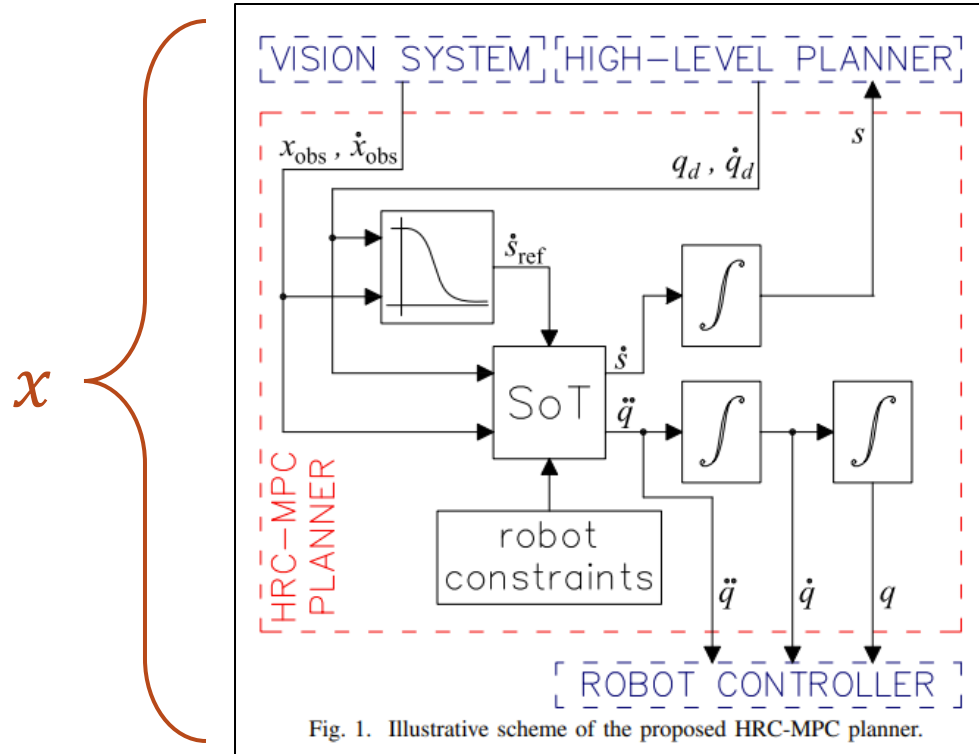 VISION SYSTEM HIGH-LEVEL PLANNER
s
x_obs , ẋ_obs
q_d , q̇_d
ṡ_ref
∫
ṡ
x
SoT
q̈
∫ ∫
HRC-MPC
PLANNER
robot
constraints
q̈ q̇ q
ROBOT CONTROLLER
Fig. 1. Illustrative scheme of the proposed HRC-MPC planner.